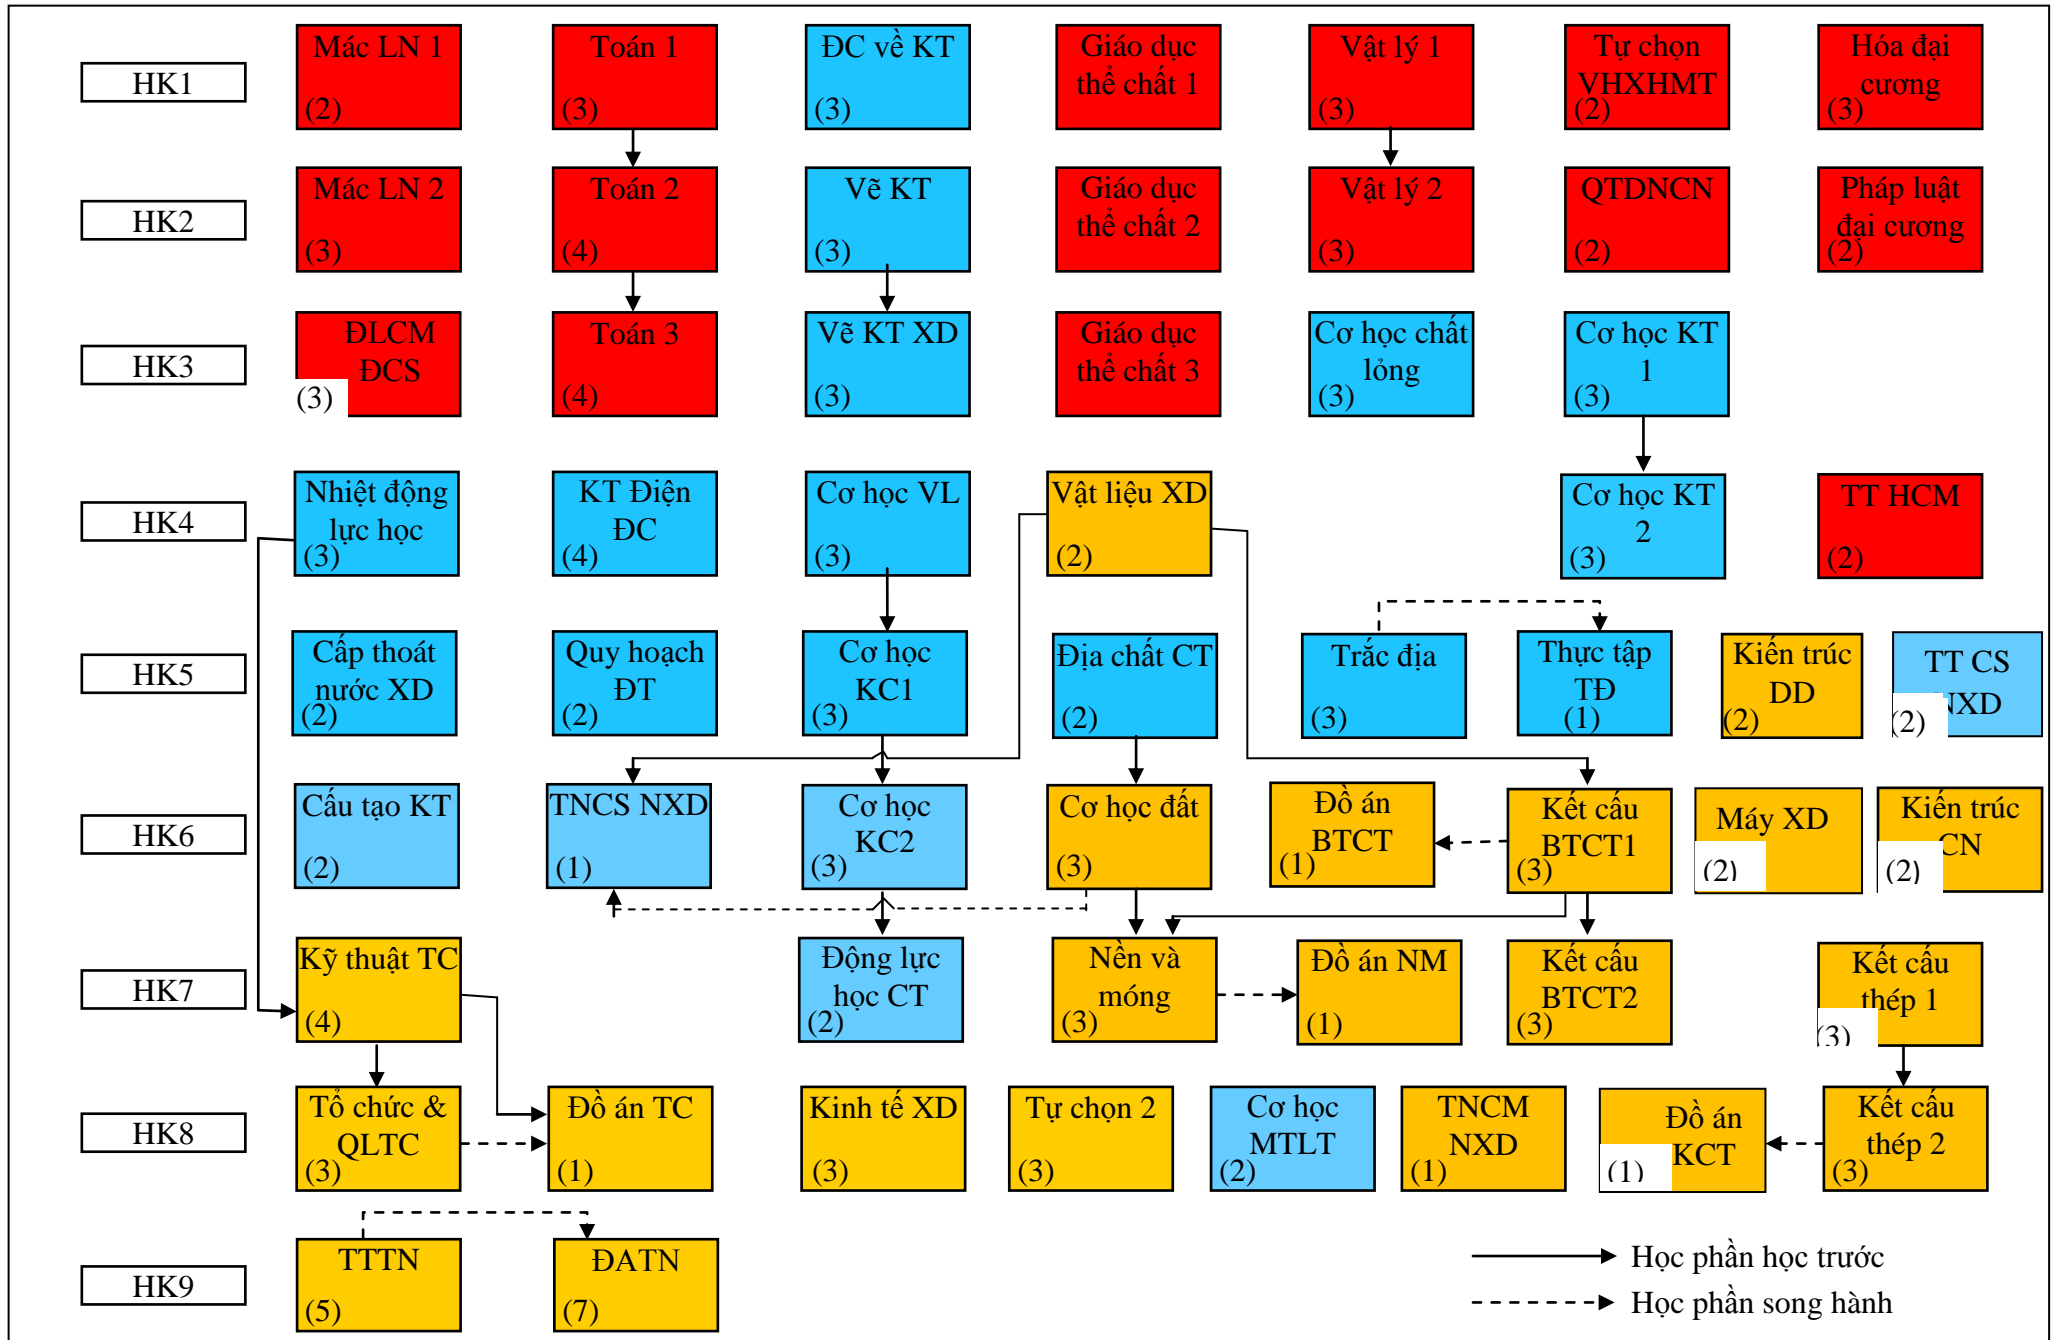 HK1
Mác LN 1
(2)
Toán 1
(3)
ĐC về KT
(3)
Giáo dục
thể chất 1
Vật lý 1
(3)
Tự chọn
VHXHMT
(2)
Hóa đại
cương
(3)
HK2
Mác LN 2
(3)
Toán 2
(4)
Vẽ KT
(3)
Giáo dục
thể chất 2
Vật lý 2
(3)
QTDNCN
(2)
Pháp luật
đại cương
(2)
HK3
ĐLCM
ĐCS
(3)
Toán 3
(4)
Vẽ KT XD
(3)
Giáo dục
thể chất 3
Cơ học chất
lỏng
(3)
Cơ học KT
1
(3)
HK4
Nhiệt động
lực học
(3)
KT Điện
ĐC
(4)
Cơ học VL
(3)
Vật liệu XD
(2)
Cơ học KT
2
(3)
TT HCM
(2)
HK5
Cấp thoát
nước XD
(2)
Quy hoạch
ĐT
(2)
Cơ học
KC1
(3)
Địa chất CT
(2)
Trắc địa
(3)
Thực tập
TĐ
(1)
Kiến trúc
DD
(2)
TT CS
NXD
(2)
HK6
Cấu tạo KT
(2)
TNCS NXD
(1)
Cơ học
KC2
(3)
Cơ học đất
(3)
Đồ án
BTCT
(1)
Kết cấu
BTCT1
(3)
Máy XD
(2)
Kiến trúc
CN
(2)
HK7
Kỹ thuật TC
(4)
Động lực
học CT
(2)
Nền và
móng
(3)
Đồ án NM
(1)
Kết cấu
BTCT2
(3)
Kết cấu
thép 1
(3)
HK8
Tổ chức &
QLTC
(3)
Đồ án TC
(1)
Kinh tế XD
(3)
Tự chọn 2
(3)
Cơ học
MTLT
(2)
TNCM
NXD
(1)
Đồ án
KCT
(1)
Kết cấu
thép 2
(3)
HK9
TTTN
(5)
ĐATN
(7)
Học phần học trước
Học phần song hành